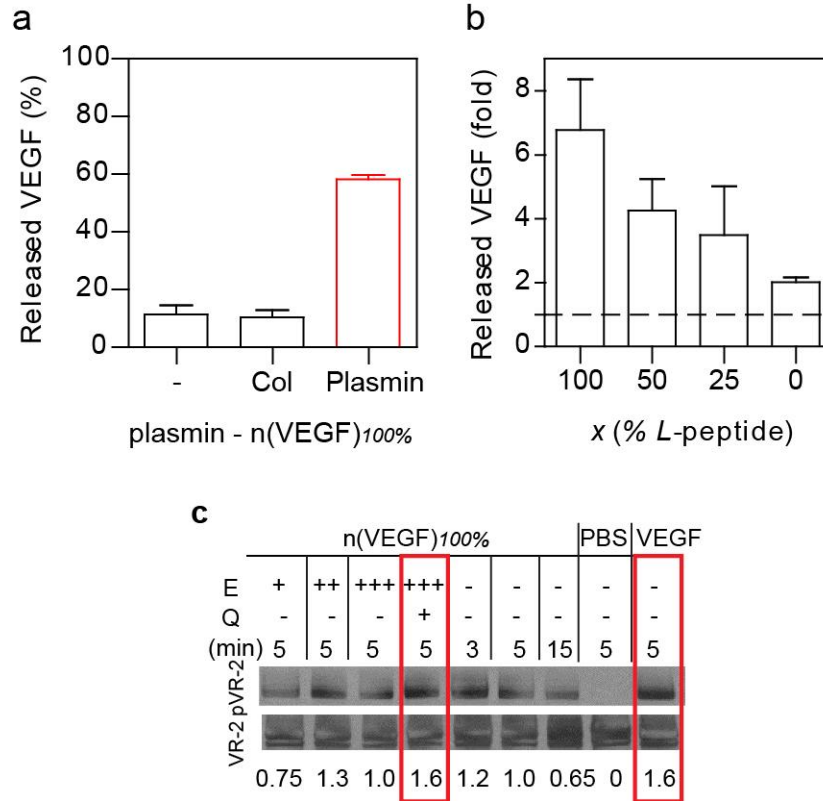 a
Released VEGF (%)
100
80
60
40
20
0
- Col Plasmin
plasmin - n(VEGF)100%
b
Released VEGF (fold)
8
6
4
2
0
100 50 25 0
x (% L-peptide)
c
n(VEGF)100% PBS VEGF
E + ++ +++ +++ - - - - -
Q - - - + - - - - -
(min) 5 5 5 5 3 5 15 5 5
pVR-2
VR-2
0.75 1.3 1.0 1.6 1.2 1.0 0.65 0 1.6